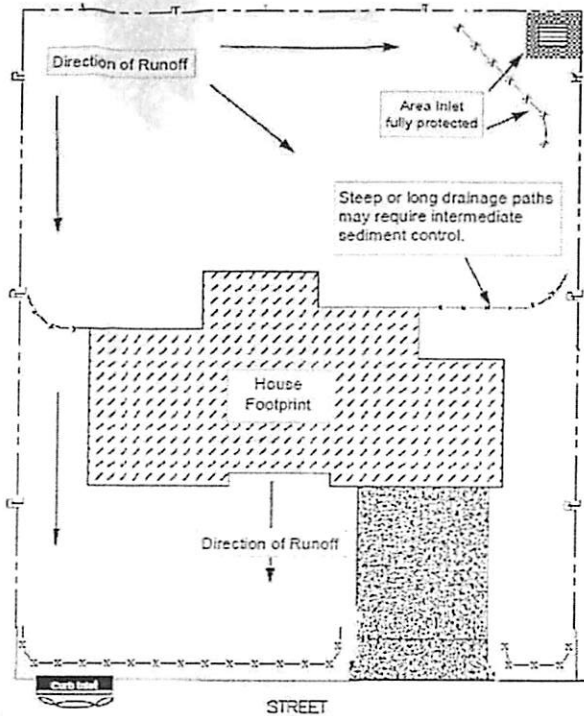 Direction of Runoff
Area Inlet
fully protected
Steep or long drainage paths
may require intermediate
sediment control.
House
Footprint
Direction of Runoff
Curb Inlet
STREET